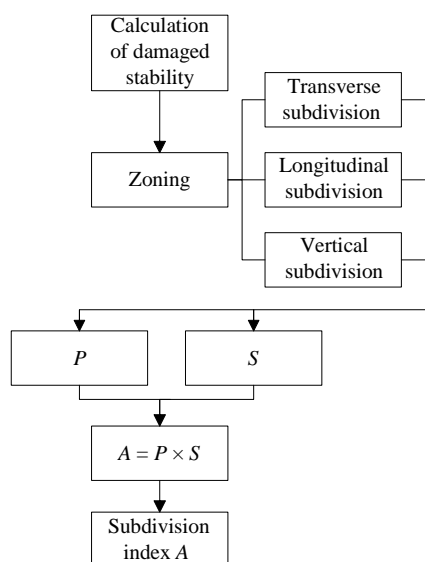 Calculation
of damaged
stability
Transverse
subdivision
Zoning
Longitudinal
subdivision
Vertical
subdivision
P
S
A = P × S
Subdivision
index A